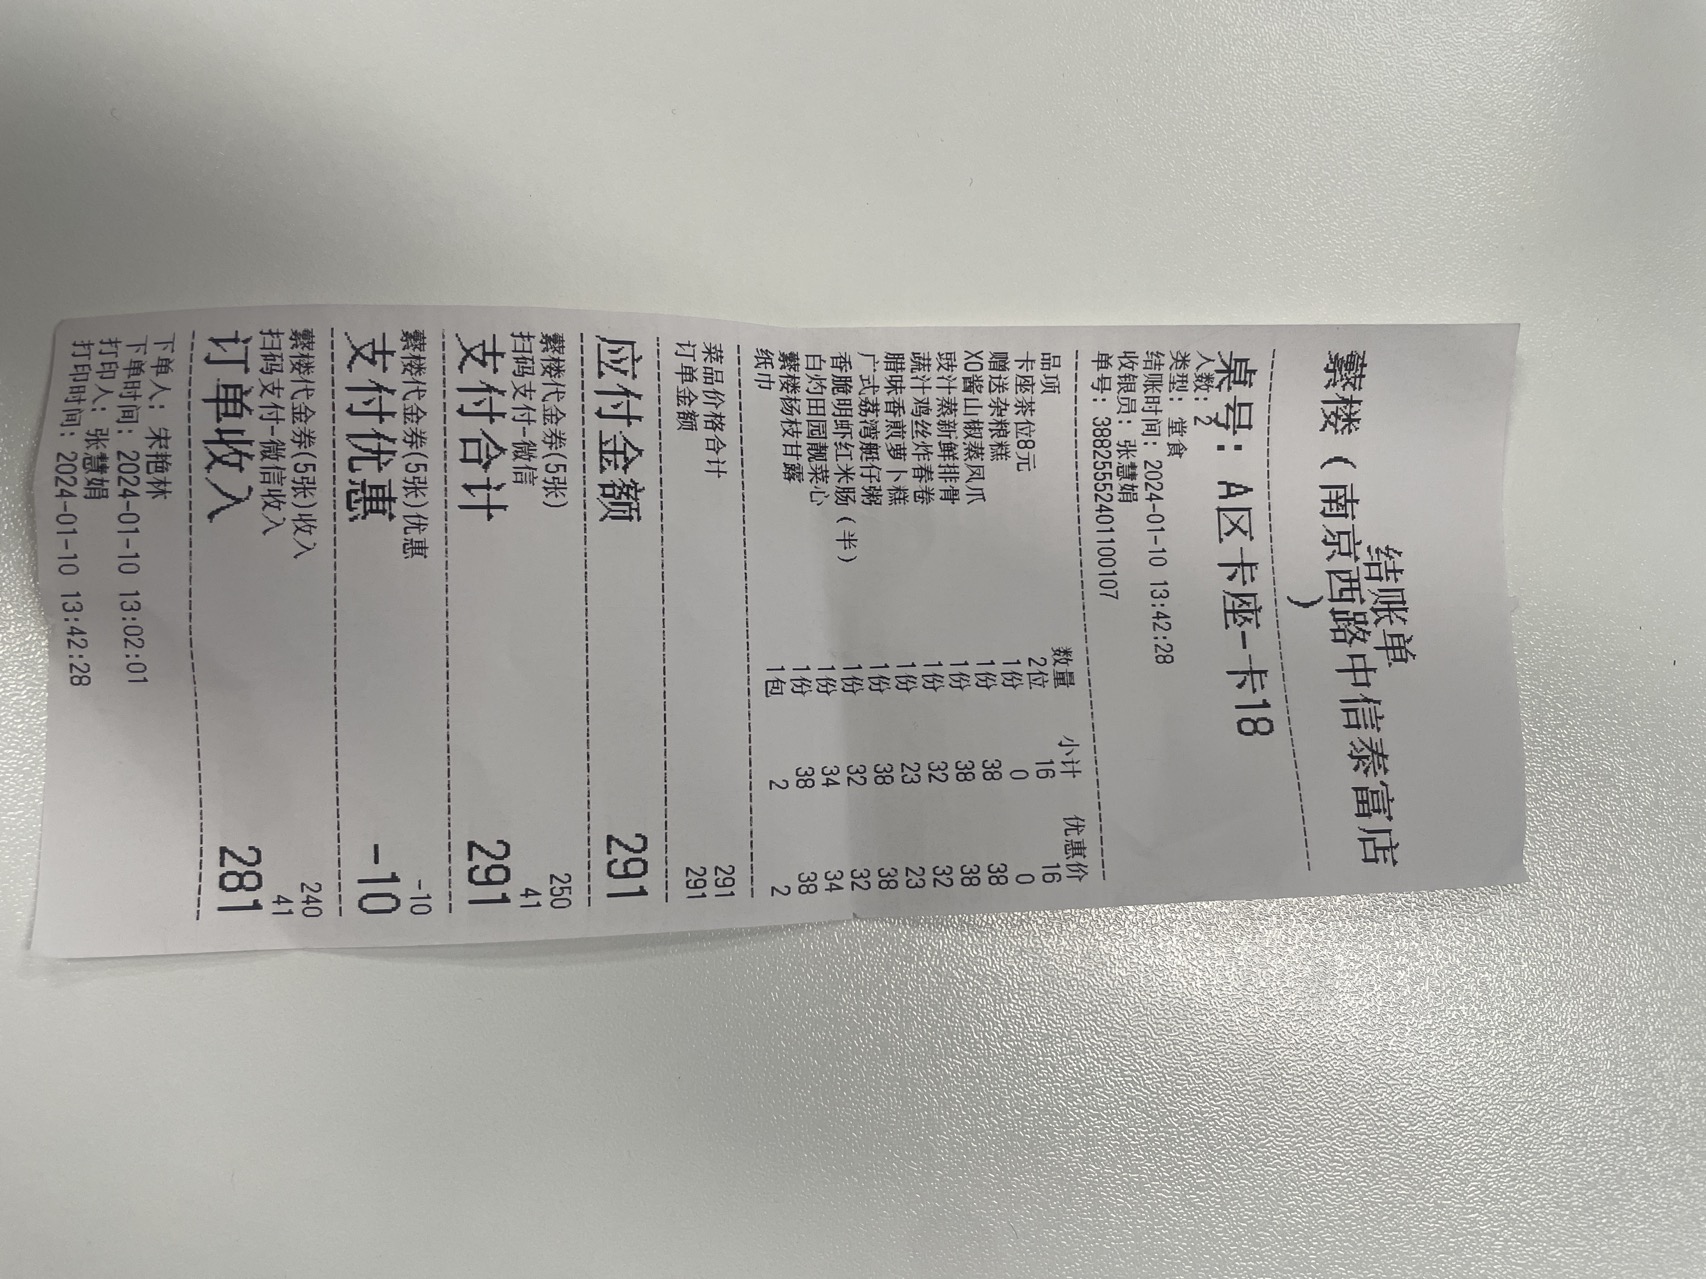 结账单
蘩楼（南京西路中信泰富店
）
桌号：A区卡座-卡18
人数：2
类型：堂食
结账时间：2024-01-10 13:42:28
收银员：张慧娟
单号：3882555240110​0107
品项 数量 小计 优惠价
卡座茶位8元 2位 16 16
赠送杂粮糕 1份 0 0
XO酱山椒蒸凤爪 1份 38 38
豉汁蒸新鲜排骨 1份 38 38
蔬汁鸡丝炸春卷 1份 32 32
腊味香煎萝卜糕 1份 23 23
广式荔湾艇仔粥 1份 38 38
香脆明虾红米肠（半） 1份 32 32
白灼田园靓菜心 1份 34 34
蘩楼杨枝甘露 1份 38 38
纸巾 1包 2 2
菜品价格合计 291
订单金额 291
应付金额 291
蘩楼代金券(5张) 250
扫码支付-微信 41
支付合计 291
蘩楼代金券(5张)优惠 -10
支付优惠 -10
蘩楼代金券(5张)收入 240
扫码支付-微信收入 41
订单收入 281
下单人：宋艳林
下单时间：2024-01-10 13:02:01
打印人：张慧娟
打印时间：2024-01-10 13:42:28